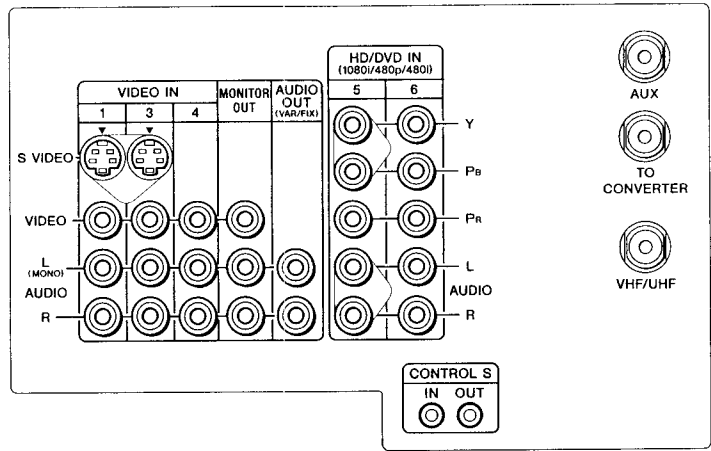 HD/DVD IN
(1080i/480p/480i)
5 6
VIDEO IN
1 3 4
MONITOR
OUT
AUDIO
OUT
(VAR/FIX)
S VIDEO
VIDEO
L
(MONO)
AUDIO
R
Y
PB
PR
L
AUDIO
R
AUX
TO
CONVERTER
VHF/UHF
CONTROL S
IN OUT